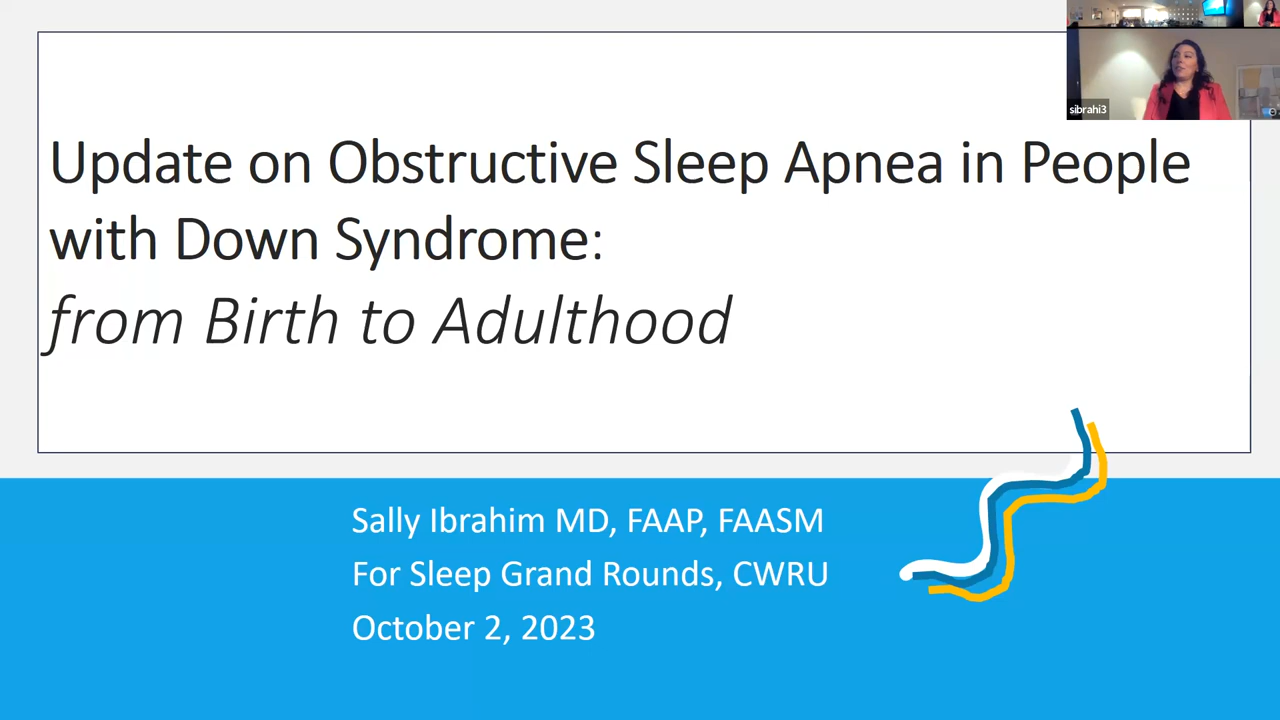 sibrahi3
Update on Obstructive Sleep Apnea in People
with Down Syndrome:
from Birth to Adulthood
Sally Ibrahim MD, FAAP, FAASM
For Sleep Grand Rounds, CWRU
October 2, 2023